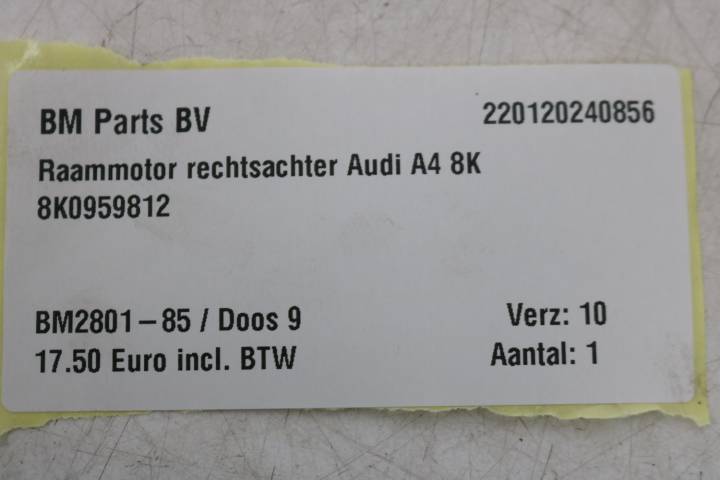 BM Parts BV 220120240856
Raammotor rechtsachter Audi A4 8K
8K0959812
BM2801-85 / Doos 9 Verz: 10
17.50 Euro incl. BTW Aantal: 1